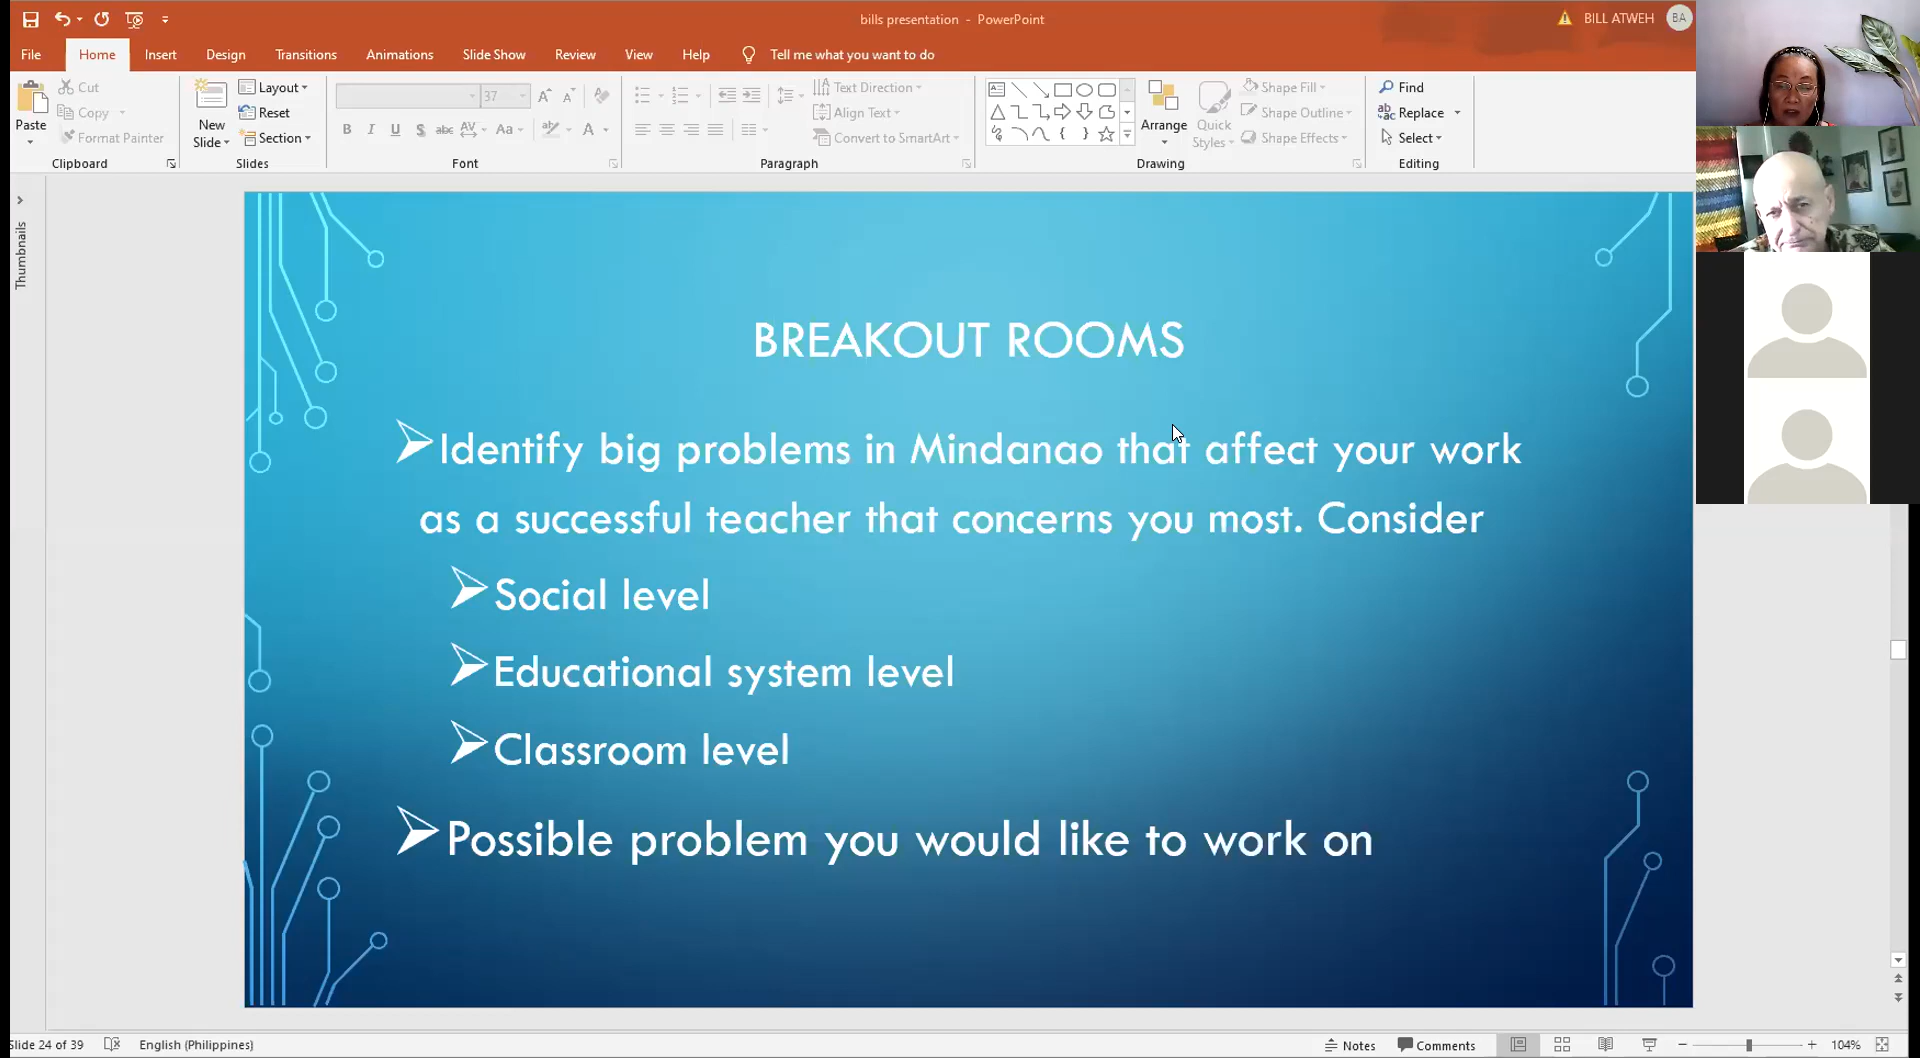 bills presentation - PowerPoint
BILL ATWEH
BA
File
Home
Insert
Design
Transitions
Animations
Slide Show
Review
View
Help
Tell me what you want to do
Paste
Cut
Copy
Format Painter
Clipboard
New
Slide
Layout
Reset
Section
Slides
37
B I U S abc AV Aa A
Font
Text Direction
Align Text
Convert to SmartArt
Paragraph
Arrange
Quick
Styles
Shape Fill
Shape Outline
Shape Effects
Drawing
Find
Replace
Select
Editing
Thumbnails
BREAKOUT ROOMS
Identify big problems in Mindanao that affect your work
as a successful teacher that concerns you most. Consider
Social level
Educational system level
Classroom level
Possible problem you would like to work on
Slide 24 of 39
English (Philippines)
Notes
Comments
104%